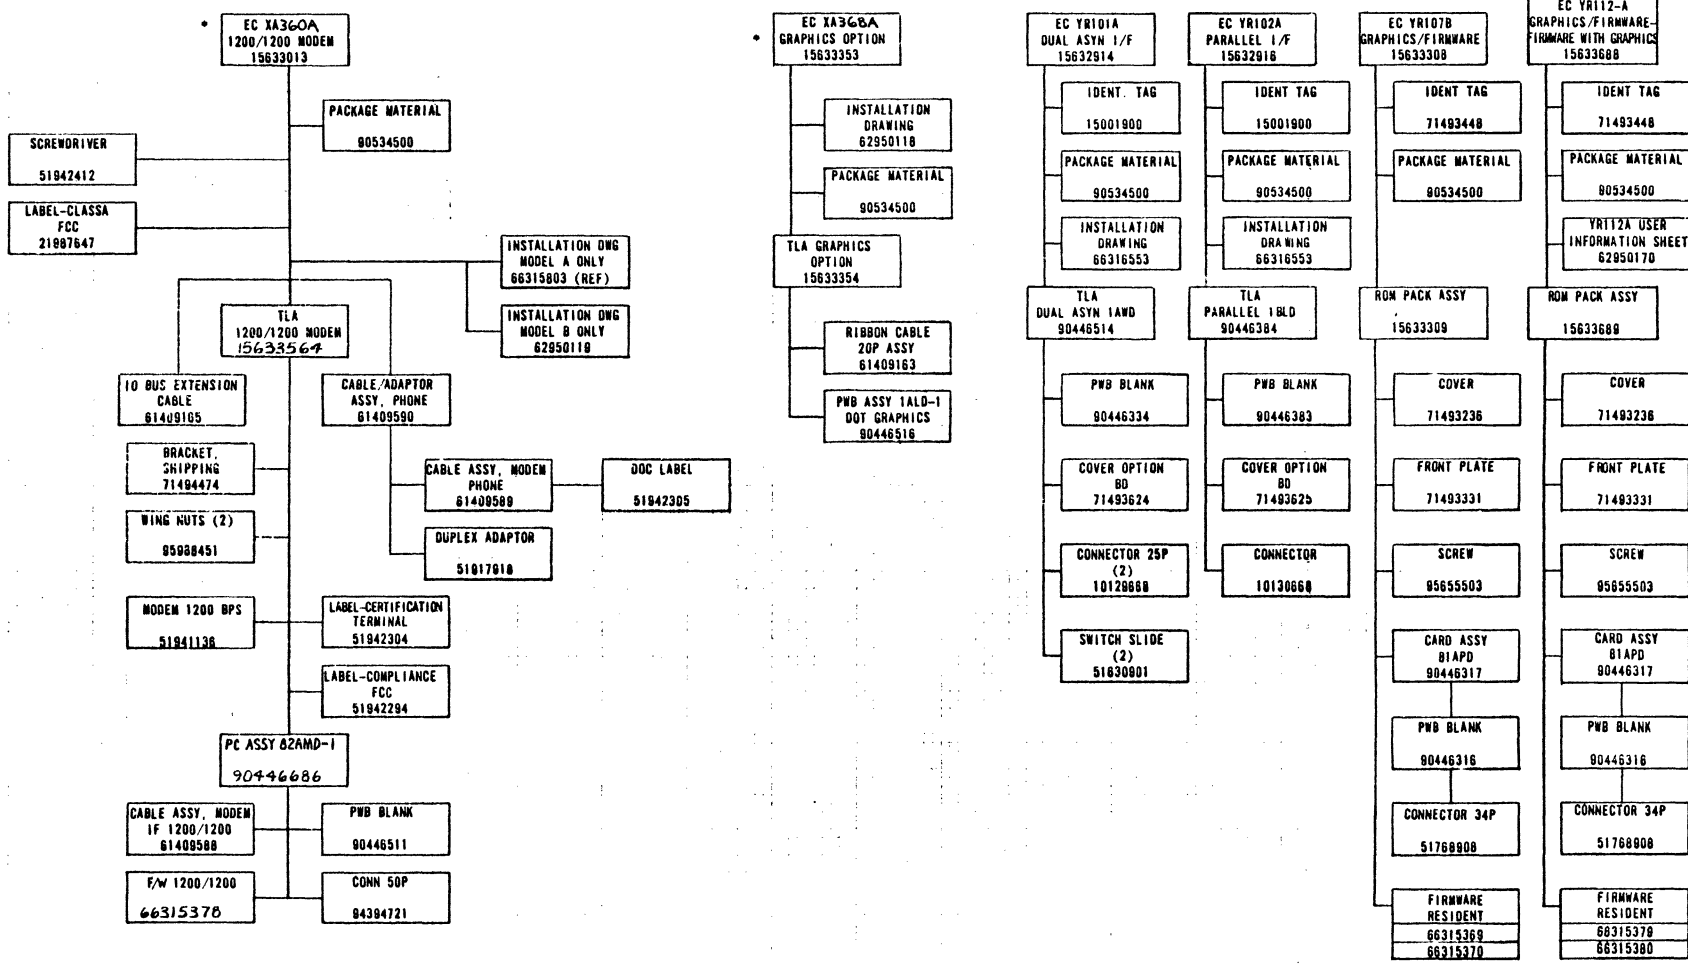 *
EC XA360A
1200/1200 MODEM
15633013
PACKAGE MATERIAL
90534500
SCREWDRIVER
51942412
LABEL-CLASSA
FCC
21987647
INSTALLATION DWG
MODEL A ONLY
66315803 (REF)
INSTALLATION DWG
MODEL B ONLY
62950119
TLA
1200/1200 MODEM
15633564
IO BUS EXTENSION
CABLE
61409165
CABLE/ADAPTOR
ASSY, PHONE
61409590
BRACKET,
SHIPPING
71494474
CABLE ASSY, MODEM
PHONE
61409589
DOC LABEL
51942305
WING NUTS (2)
95938451
DUPLEX ADAPTOR
51917918
MODEM 1200 BPS
51941136
LABEL-CERTIFICATION
TERMINAL
51942304
LABEL-COMPLIANCE
FCC
51942294
PC ASSY 82AMD-1
90446686
CABLE ASSY, MODEM
IF 1200/1200
61409588
PWB BLANK
90446511
F/W 1200/1200
66315378
CONN 50P
94394721
*
EC XA368A
GRAPHICS OPTION
15633353
INSTALLATION
DRAWING
62950118
PACKAGE MATERIAL
90534500
TLA GRAPHICS
OPTION
15633354
RIBBON CABLE
20P ASSY
61409163
PWB ASSY 1ALD-1
DOT GRAPHICS
90446516
EC YR101A
DUAL ASYN I/F
15632914
IDENT. TAG
15001900
PACKAGE MATERIAL
90534500
INSTALLATION
DRAWING
66316553
TLA
DUAL ASYN 1AWD
90446514
PWB BLANK
90446334
COVER OPTION
BD
71493624
CONNECTOR 25P
(2)
10129668
SWITCH SLIDE
(2)
51830901
EC YR102A
PARALLEL I/F
15632916
IDENT TAG
15001900
PACKAGE MATERIAL
90534500
INSTALLATION
DRAWING
66316553
TLA
PARALLEL 1BLD
90446384
PWB BLANK
90446383
COVER OPTION
BD
71493625
CONNECTOR
10130668
EC YR107B
GRAPHICS/FIRMWARE
15633308
IDENT TAG
71493448
PACKAGE MATERIAL
90534500
ROM PACK ASSY
15633309
COVER
71493236
FRONT PLATE
71493331
SCREW
95655503
CARD ASSY
81APD
90446317
PWB BLANK
90446316
CONNECTOR 34P
51768908
FIRMWARE
RESIDENT
66315369
66315370
EC YR112-A
GRAPHICS/FIRMWARE-
FIRMWARE WITH GRAPHICS
15633688
IDENT TAG
71493448
PACKAGE MATERIAL
90534500
YR112A USER
INFORMATION SHEET
62950170
ROM PACK ASSY
15633689
COVER
71493236
FRONT PLATE
71493331
SCREW
95655503
CARD ASSY
81APD
90446317
PWB BLANK
90446316
CONNECTOR 34P
51768908
FIRMWARE
RESIDENT
66315379
66315380